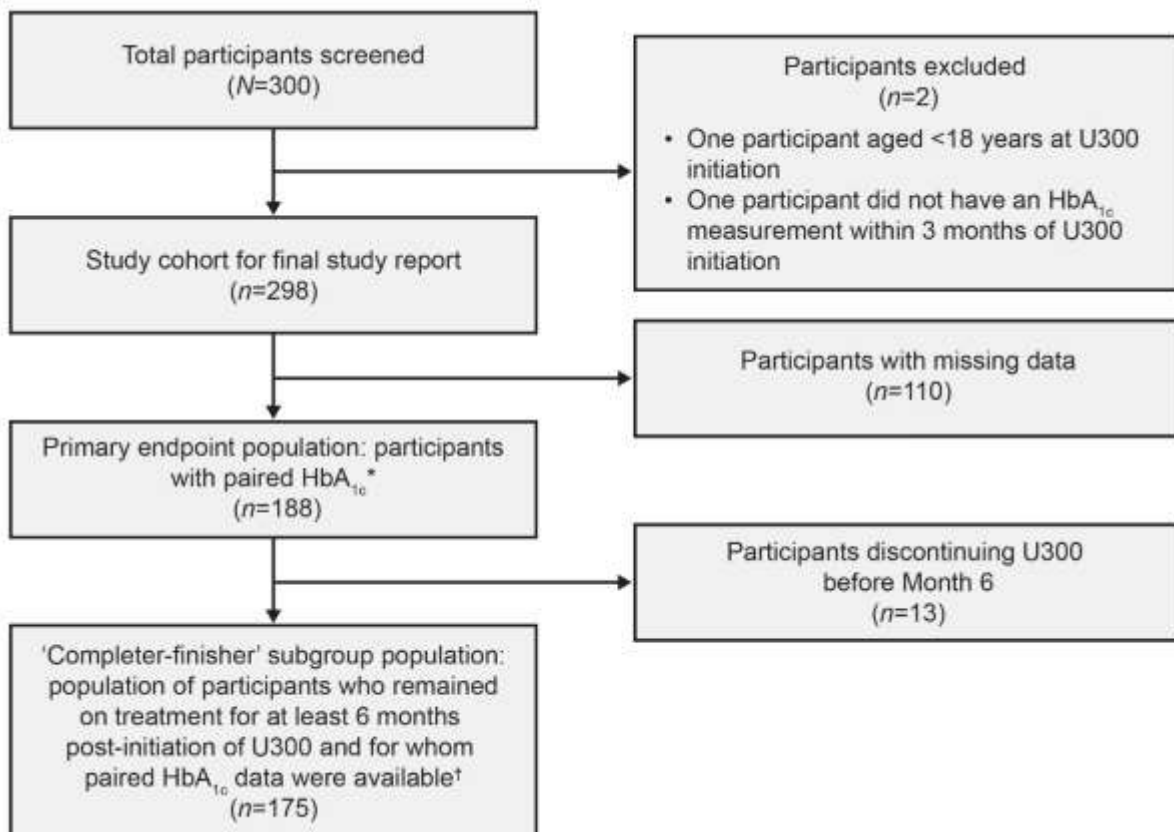 Total participants screened
(N=300)
Participants excluded
(n=2)
• One participant aged <18 years at U300
initiation
• One participant did not have an HbA1c
measurement within 3 months of U300
initiation
Study cohort for final study report
(n=298)
Participants with missing data
(n=110)
Primary endpoint population: participants
with paired HbA1c*
(n=188)
Participants discontinuing U300
before Month 6
(n=13)
‘Completer-finisher’ subgroup population:
population of participants who remained
on treatment for at least 6 months
post-initiation of U300 and for whom
paired HbA1c data were available†
(n=175)